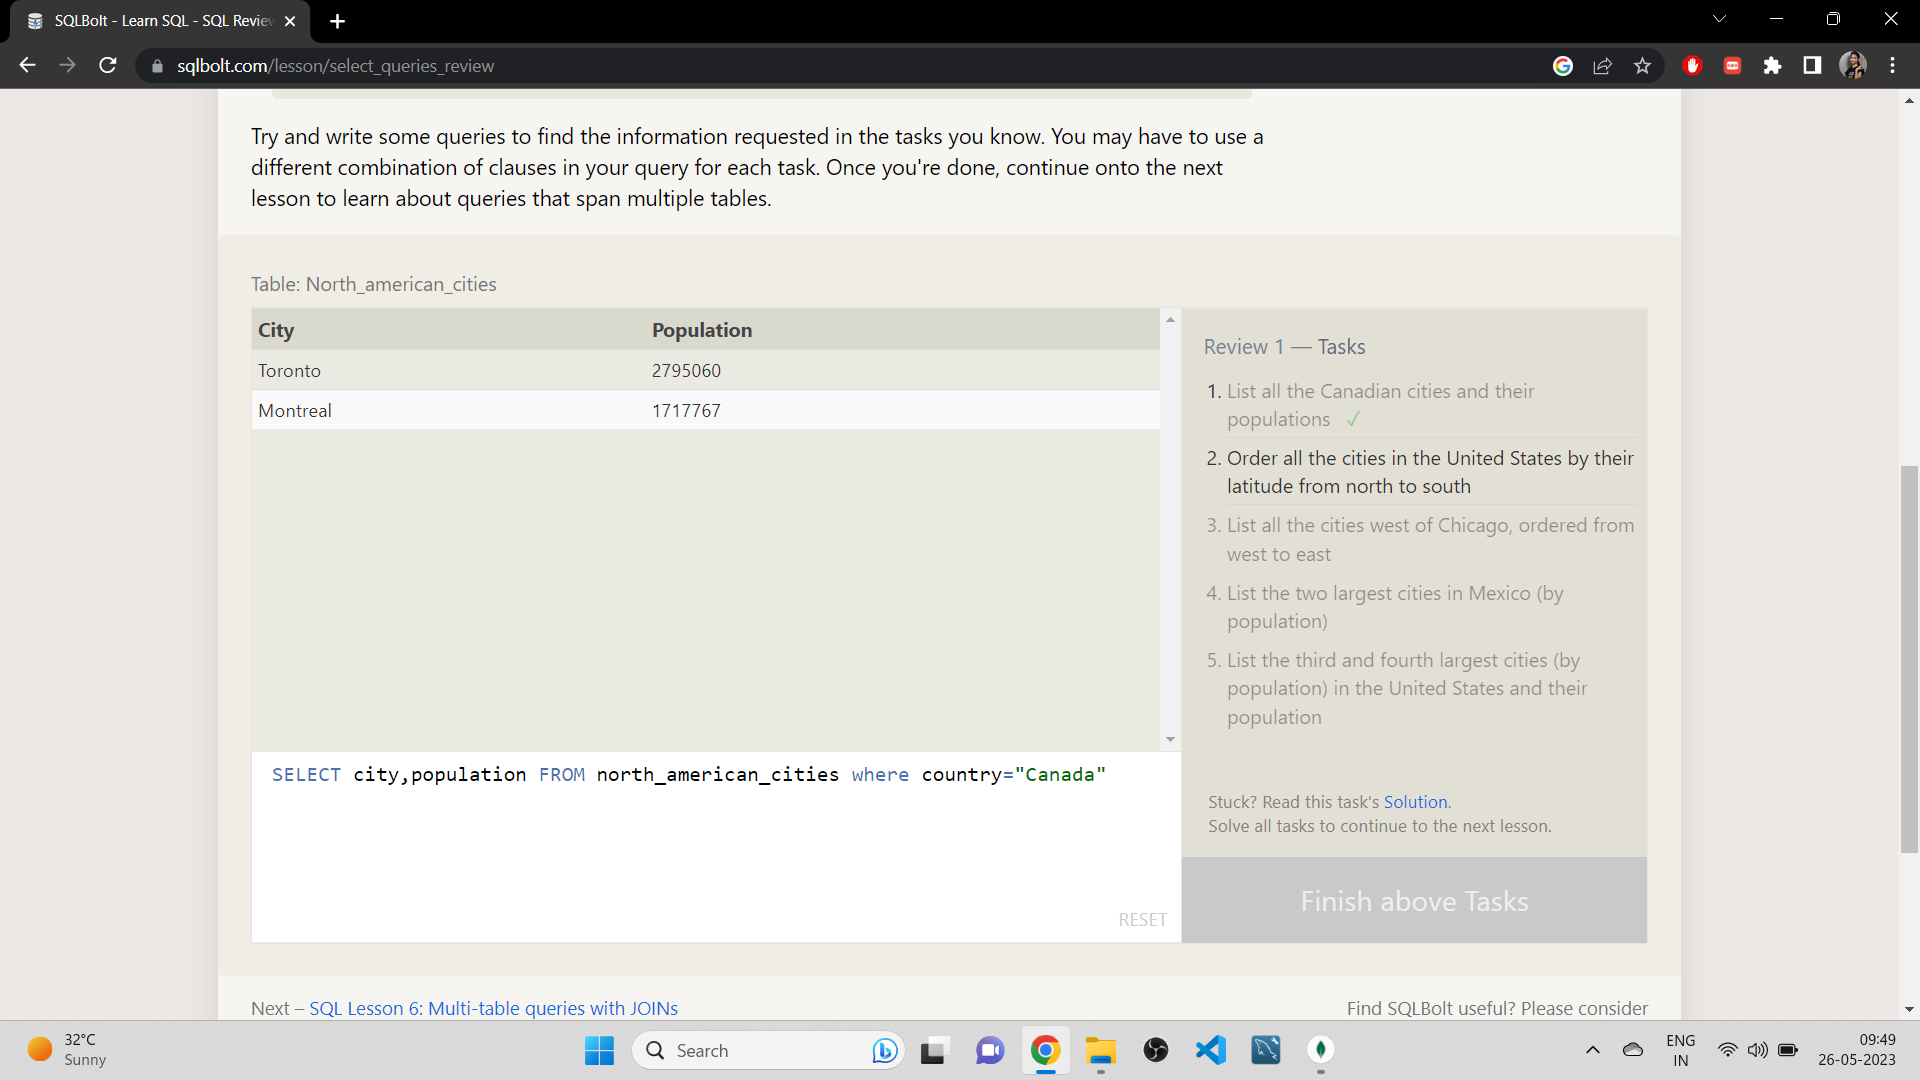 SQLBolt - Learn SQL - SQL Review
sqlbolt.com/lesson/select_queries_review
Try and write some queries to find the information requested in the tasks you know. You may have to use a
different combination of clauses in your query for each task. Once you're done, continue onto the next
lesson to learn about queries that span multiple tables.
Table: North_american_cities
City Population
Toronto 2795060
Montreal 1717767
SELECT city,population FROM north_american_cities where country="Canada"
RESET
Review 1 — Tasks
1. List all the Canadian cities and their
populations ✓
2. Order all the cities in the United States by their
latitude from north to south
3. List all the cities west of Chicago, ordered from
west to east
4. List the two largest cities in Mexico (by
population)
5. List the third and fourth largest cities (by
population) in the United States and their
population
Stuck? Read this task's Solution.
Solve all tasks to continue to the next lesson.
Finish above Tasks
Next – SQL Lesson 6: Multi-table queries with JOINs
Find SQLBolt useful? Please consider
32°C
Sunny
Search
ENG
IN
09:49
26-05-2023